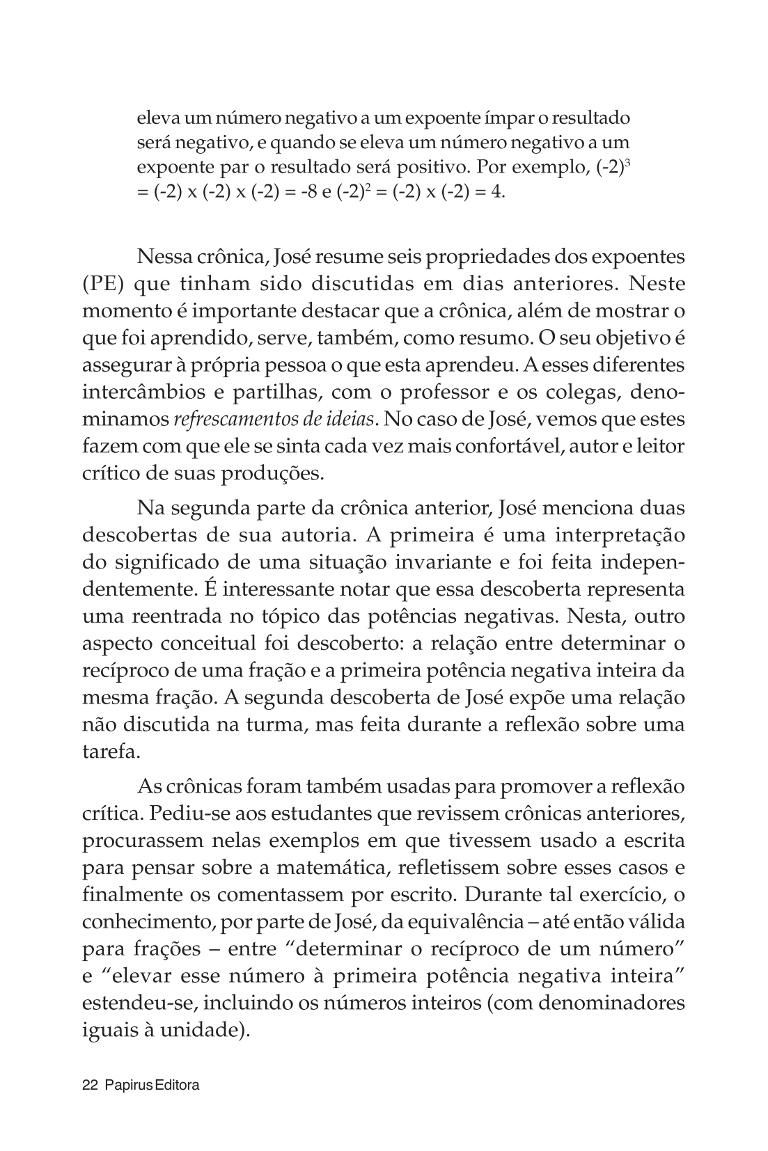 eleva um número negativo a um expoente ímpar o resultado
será negativo, e quando se eleva um número negativo a um
expoente par o resultado será positivo. Por exemplo, (-2)³
= (-2) x (-2) x (-2) = -8 e (-2)² = (-2) x (-2) = 4.
Nessa crônica, José resume seis propriedades dos expoentes
(PE) que tinham sido discutidas em dias anteriores. Neste
momento é importante destacar que a crônica, além de mostrar o
que foi aprendido, serve, também, como resumo. O seu objetivo é
assegurar à própria pessoa o que esta aprendeu. A esses diferentes
intercâmbios e partilhas, com o professor e os colegas, deno-
minamos refrescamentos de ideias. No caso de José, vemos que estes
fazem com que ele se sinta cada vez mais confortável, autor e leitor
crítico de suas produções.
Na segunda parte da crônica anterior, José menciona duas
descobertas de sua autoria. A primeira é uma interpretação
do significado de uma situação invariante e foi feita indepen-
dentemente. É interessante notar que essa descoberta representa
uma reentrada no tópico das potências negativas. Nesta, outro
aspecto conceitual foi descoberto: a relação entre determinar o
recíproco de uma fração e a primeira potência negativa inteira da
mesma fração. A segunda descoberta de José expõe uma relação
não discutida na turma, mas feita durante a reflexão sobre uma
tarefa.
As crônicas foram também usadas para promover a reflexão
crítica. Pediu-se aos estudantes que revissem crônicas anteriores,
procurassem nelas exemplos em que tivessem usado a escrita
para pensar sobre a matemática, refletissem sobre esses casos e
finalmente os comentassem por escrito. Durante tal exercício, o
conhecimento, por parte de José, da equivalência – até então válida
para frações – entre “determinar o recíproco de um número”
e “elevar esse número à primeira potência negativa inteira”
estendeu-se, incluindo os números inteiros (com denominadores
iguais à unidade).
22 Papirus Editora